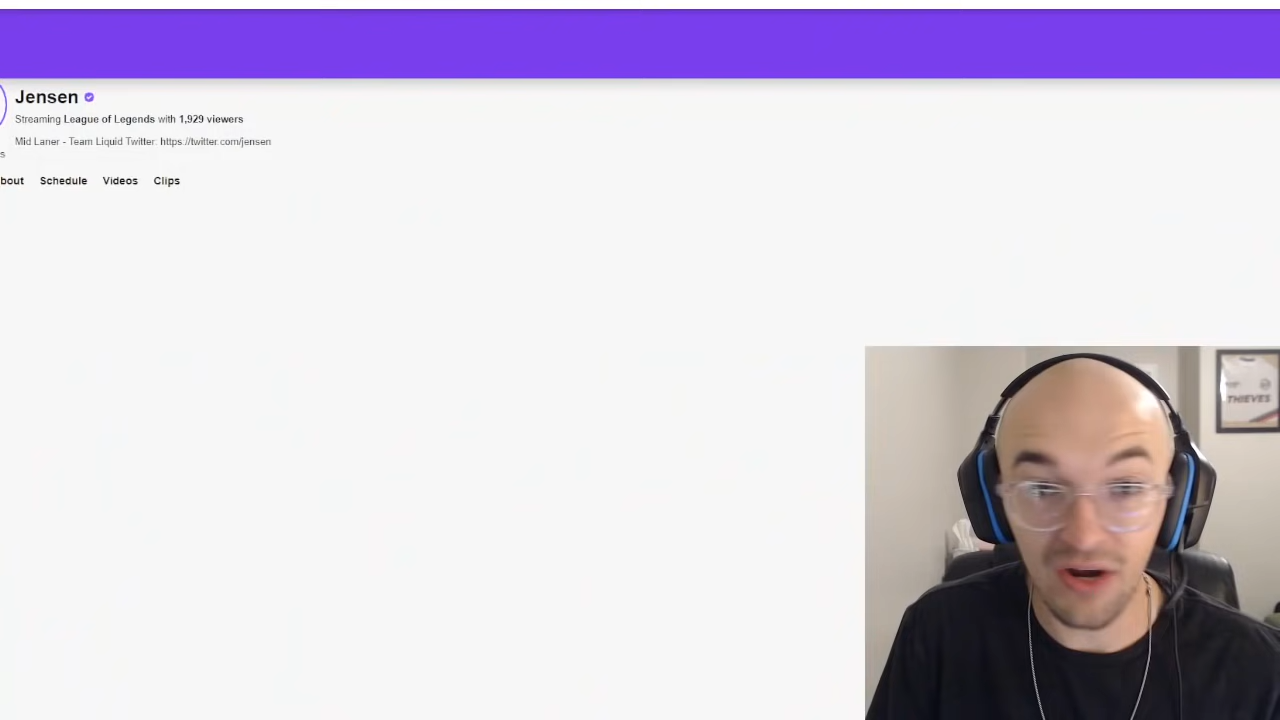 Jensen
Streaming League of Legends with 1,929 viewers
Mid Laner - Team Liquid Twitter: https://twitter.com/jensen
s
bout Schedule Videos Clips
THIEVES